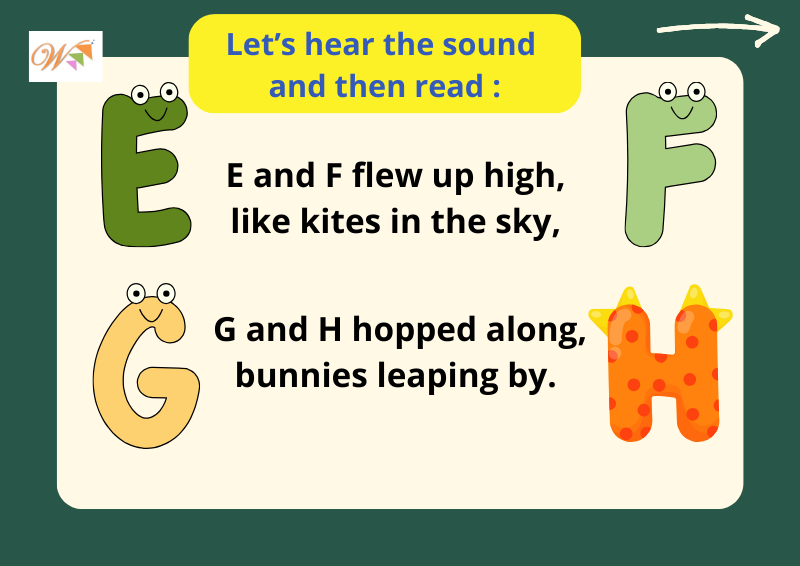 W
Let’s hear the sound
and then read :
E
F
E and F flew up high,
like kites in the sky,
G
H
G and H hopped along,
bunnies leaping by.